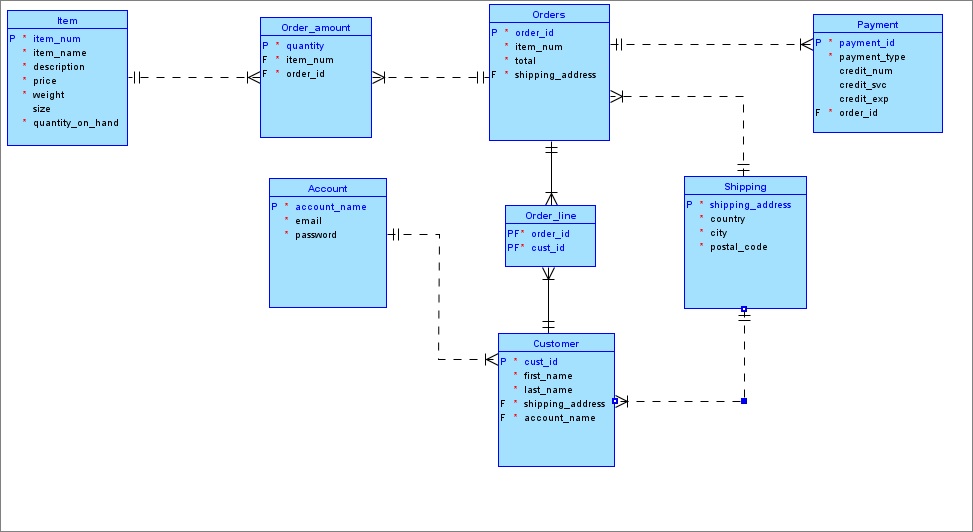 Item
P * item_num
* item_name
* description
* price
* weight
size
* quantity_on_hand
Order_amount
P * quantity
F * item_num
F * order_id
Orders
P * order_id
* item_num
* total
F * shipping_address
Payment
P * payment_id
* payment_type
credit_num
credit_svc
credit_exp
F * order_id
Account
P * account_name
* email
* password
Order_line
PF* order_id
PF* cust_id
Shipping
P * shipping_address
* country
* city
* postal_code
Customer
P * cust_id
* first_name
* last_name
F * shipping_address
F * account_name